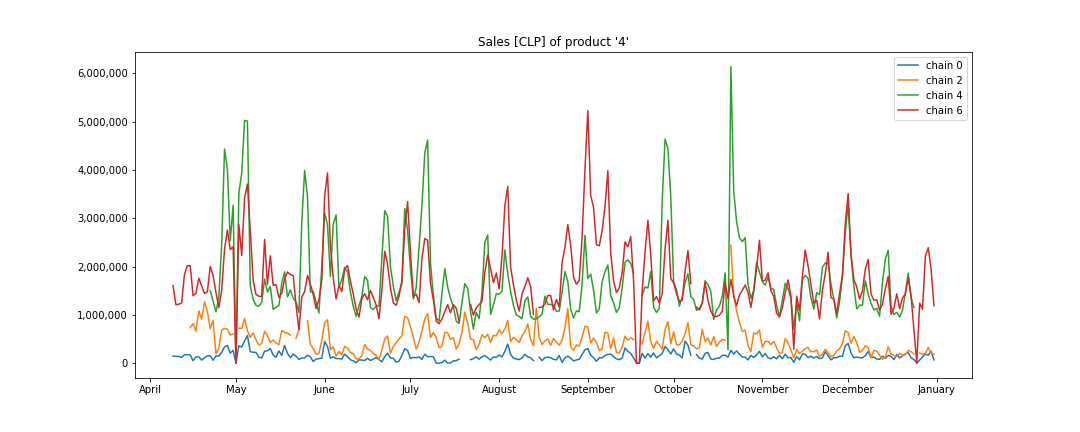 Sales [CLP] of product '4'
6,000,000
5,000,000
4,000,000
3,000,000
2,000,000
1,000,000
0
April May June July August September October November December January
chain 0
chain 2
chain 4
chain 6